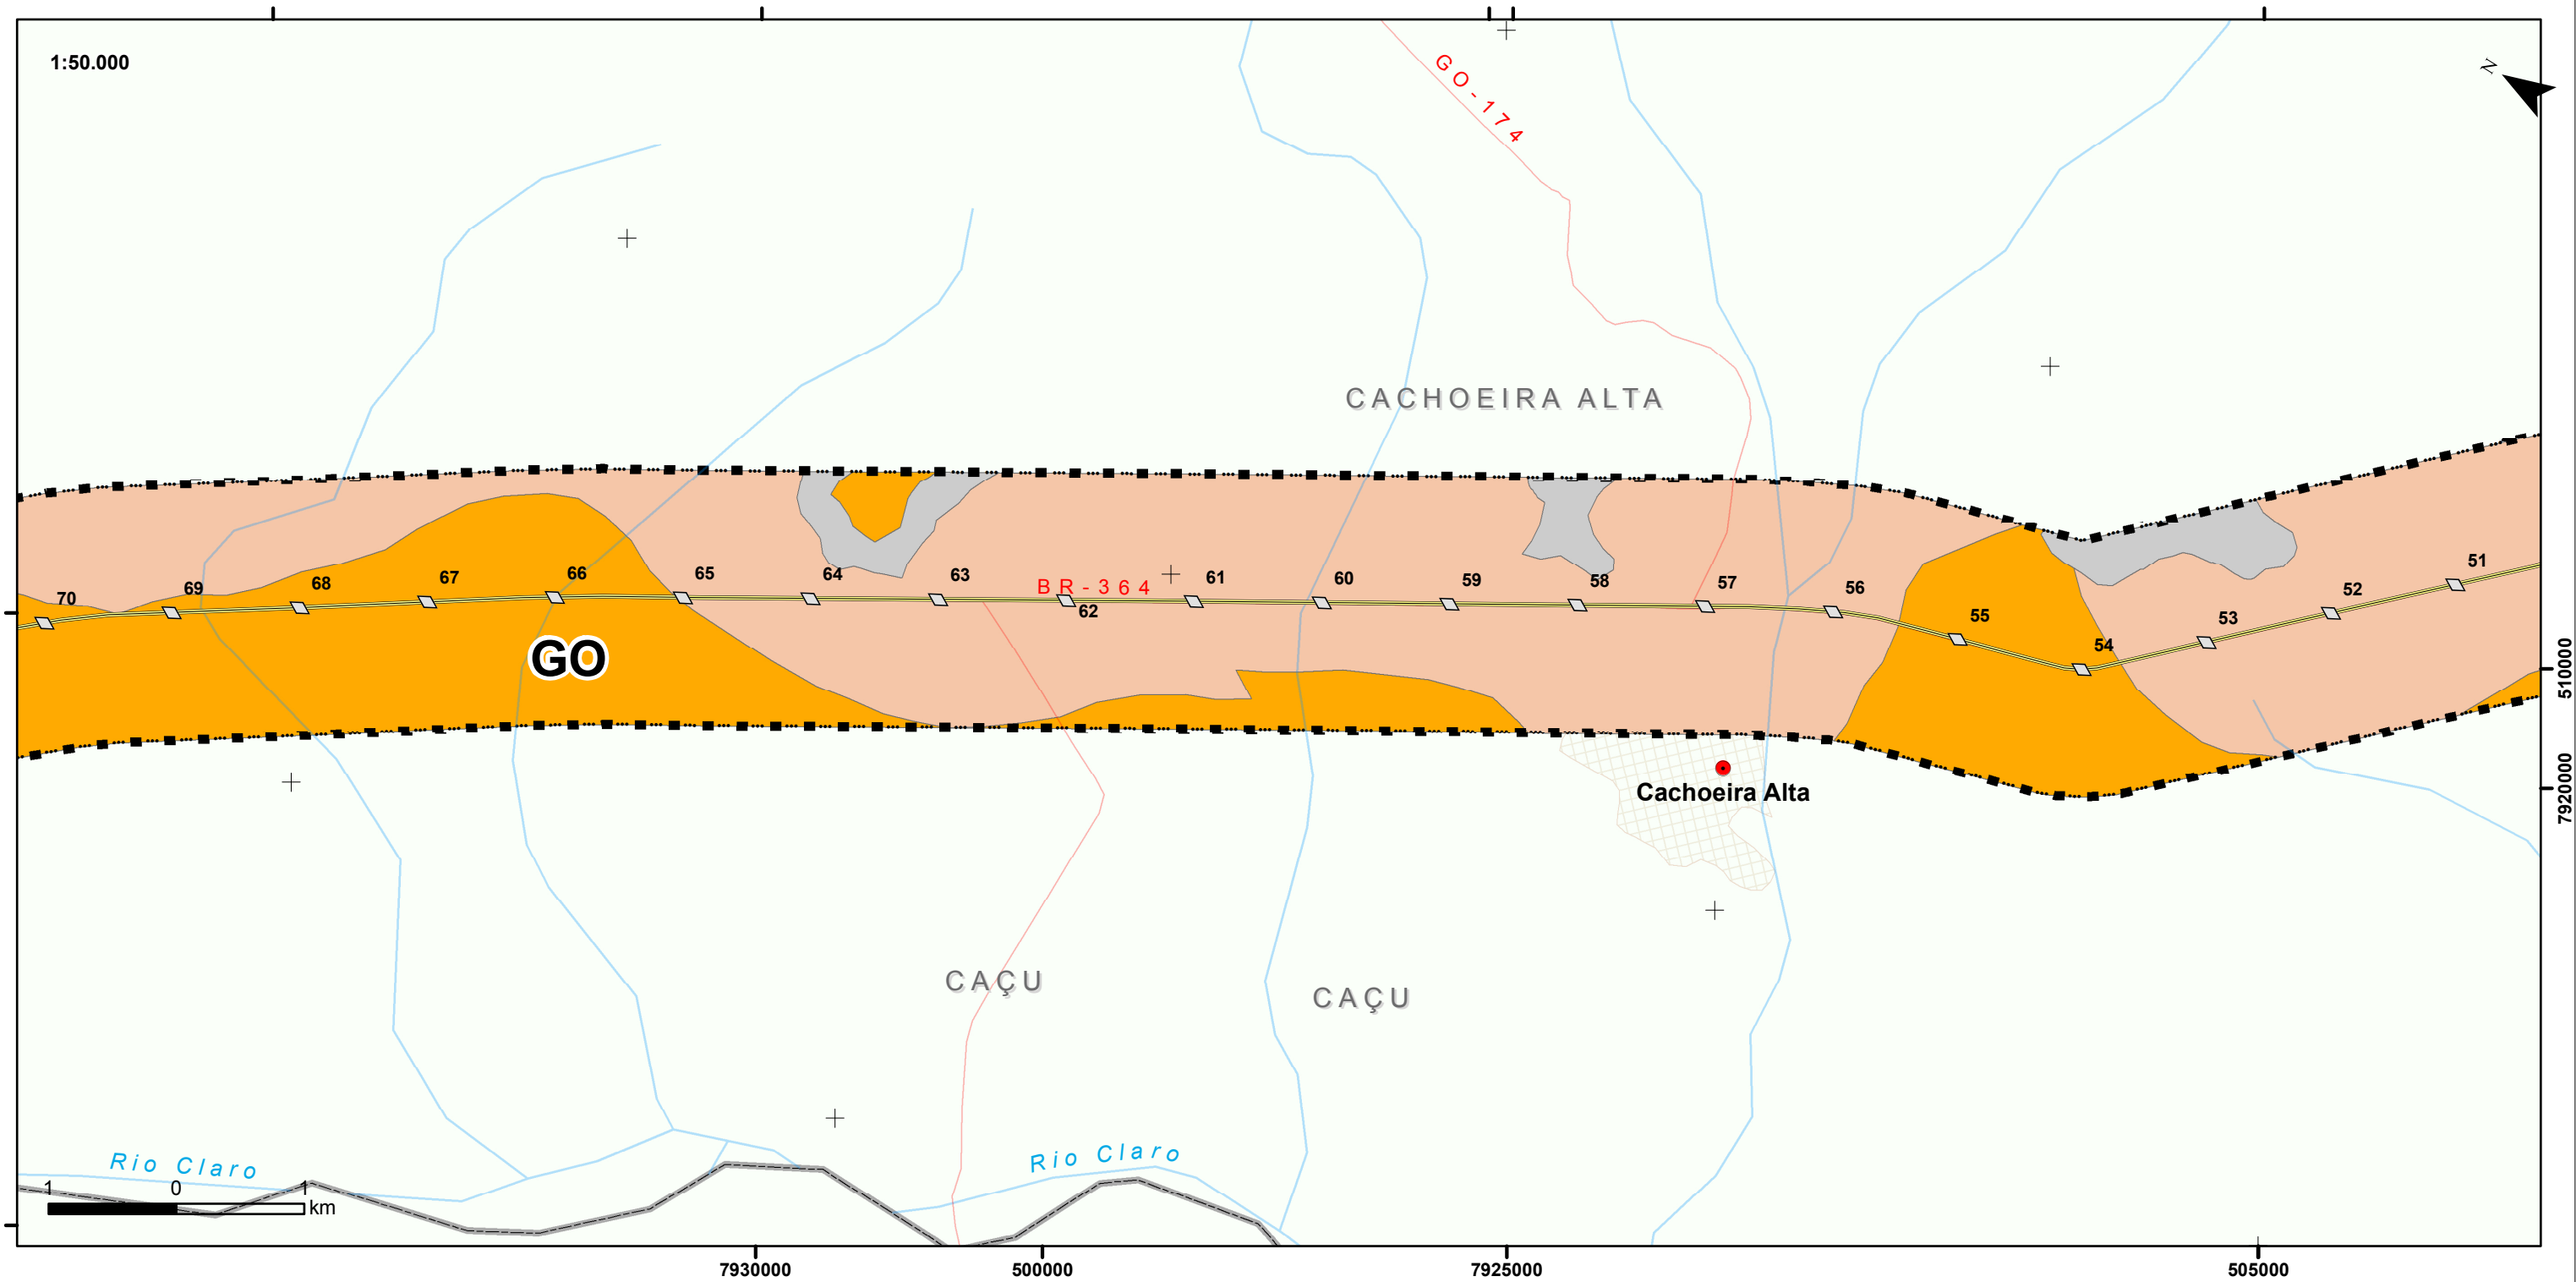 1:50.000
N
GO-174
CACHOEIRA ALTA
70
69
68
67
66
65
64
63
BR-364
62
61
60
59
58
57
56
55
54
53
52
51
GO
510000
7920000
Cachoeira Alta
CAÇU
CAÇU
Rio Claro
Rio Claro
1 0 1
km
7930000
500000
7925000
505000